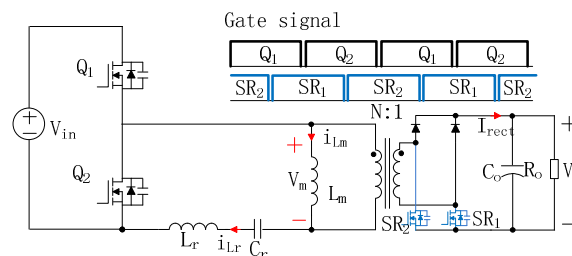 Gate signal
Q1 Q2 Q1 Q2
SR2 SR1 SR2 SR1 SR2
N:1
Q1
Vin
Q2
+
Vm
−
iLm
Lm
Irect
+
Co
Ro
V
−
SR2
SR1
Lr
iLr
Cr